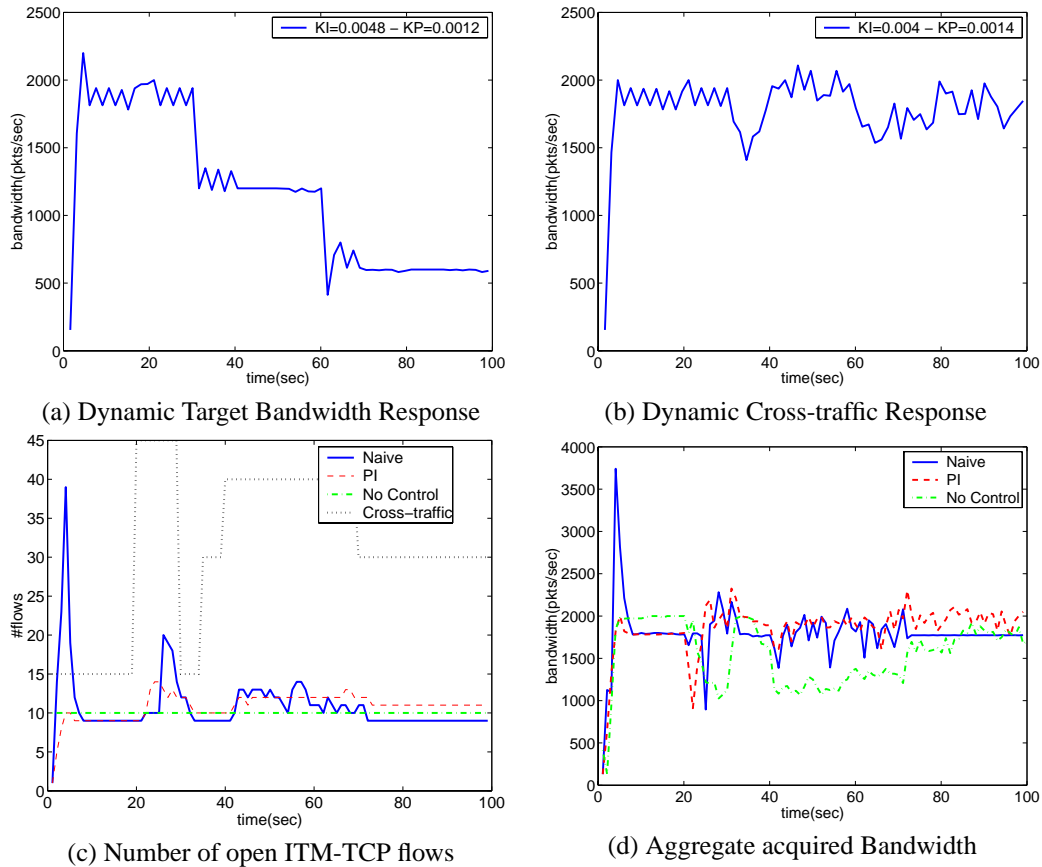 KI=0.0048 − KP=0.0012
bandwidth(pkts/sec)
2500
2000
1500
1000
500
0
0 20 40 60 80 100
time(sec)
(a) Dynamic Target Bandwidth Response
KI=0.004 − KP=0.0014
bandwidth(pkts/sec)
2500
2000
1500
1000
500
0
0 20 40 60 80 100
time(sec)
(b) Dynamic Cross-traffic Response
Naive
PI
No Control
Cross−traffic
#flows
45
40
35
30
25
20
15
10
5
0
0 20 40 60 80 100
time(sec)
(c) Number of open ITM-TCP flows
Naive
PI
No Control
bandwidth(pkts/sec)
4000
3500
3000
2500
2000
1500
1000
500
0
0 20 40 60 80 100
time(sec)
(d) Aggregate acquired Bandwidth